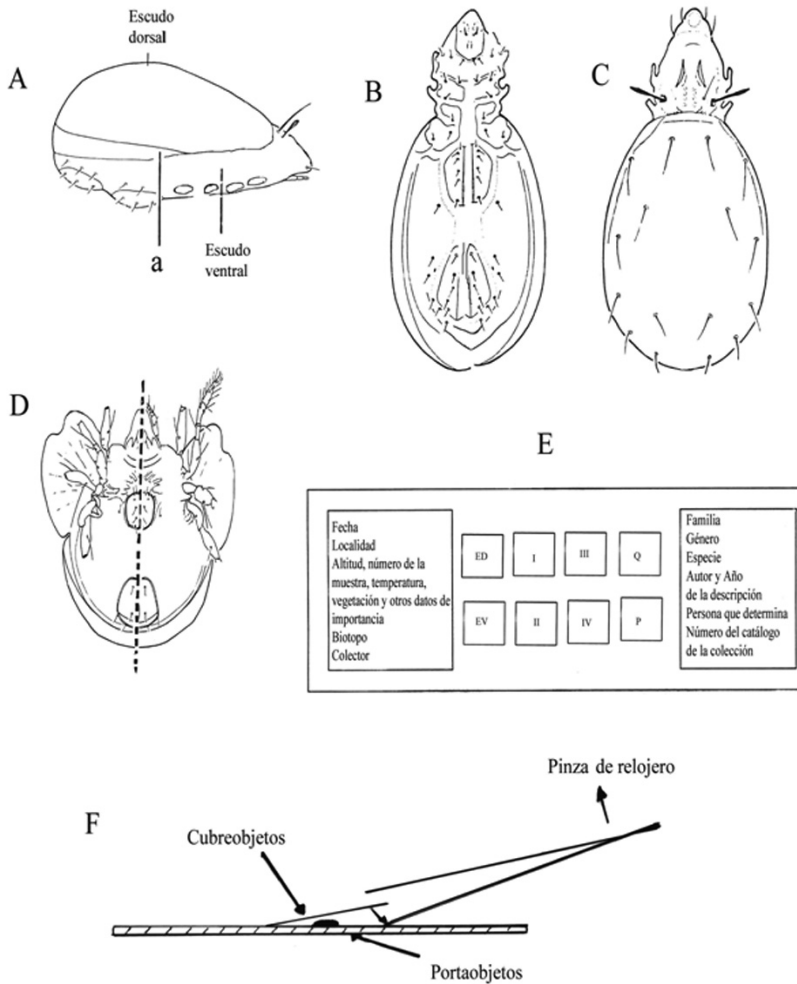 Escudo
dorsal
A
B
C
a
Escudo
ventral
D
E
Fecha
Localidad
Altitud, número de la
muestra, temperatura,
vegetación y otros datos de
importancia
Biotopo
Colector
ED
I
III
Q
EV
II
IV
P
Familia
Género
Especie
Autor y Año
de la descripción
Persona que determina
Número del catálogo
de la colección
Pinza de relojero
F
Cubreobjetos
Portaobjetos